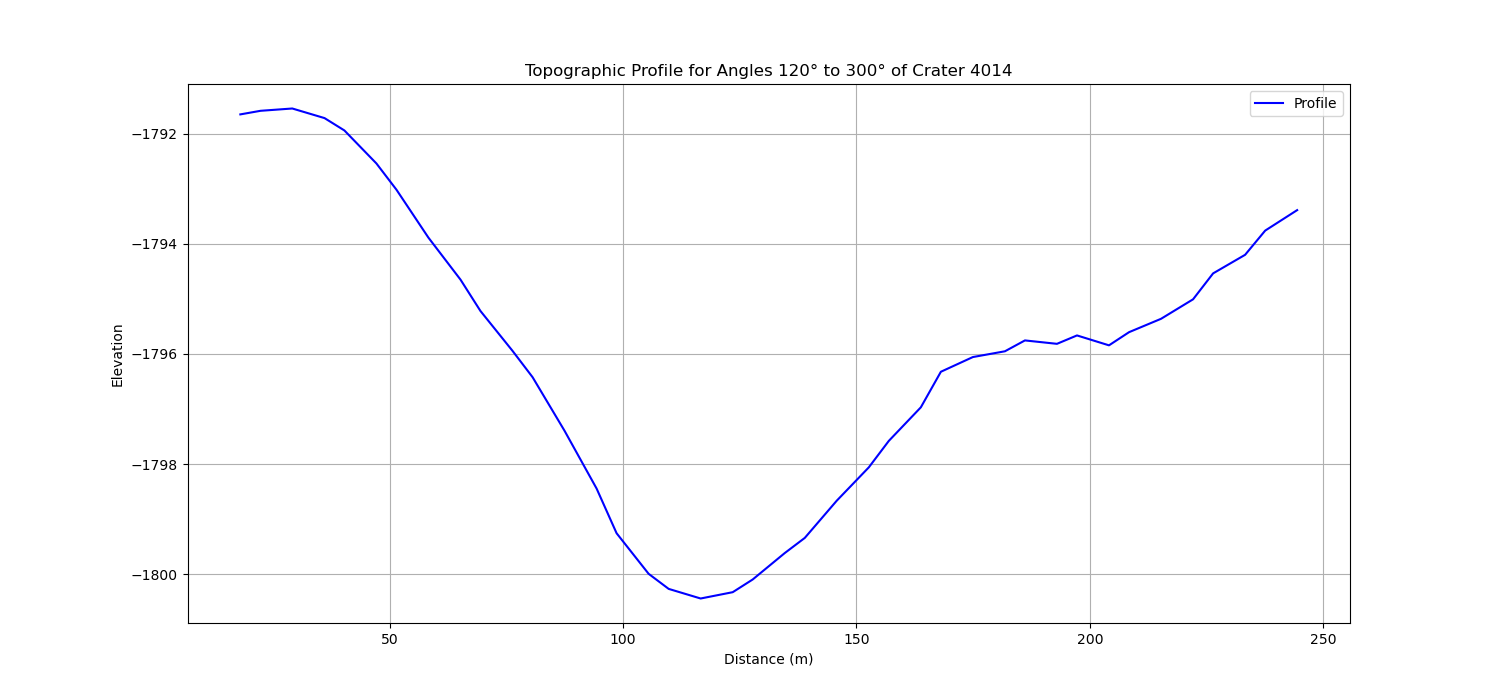 Topographic Profile for Angles 120° to 300° of Crater 4014
Profile
−1792
−1794
−1796
−1798
−1800
Elevation
50
100
150
200
250
Distance (m)